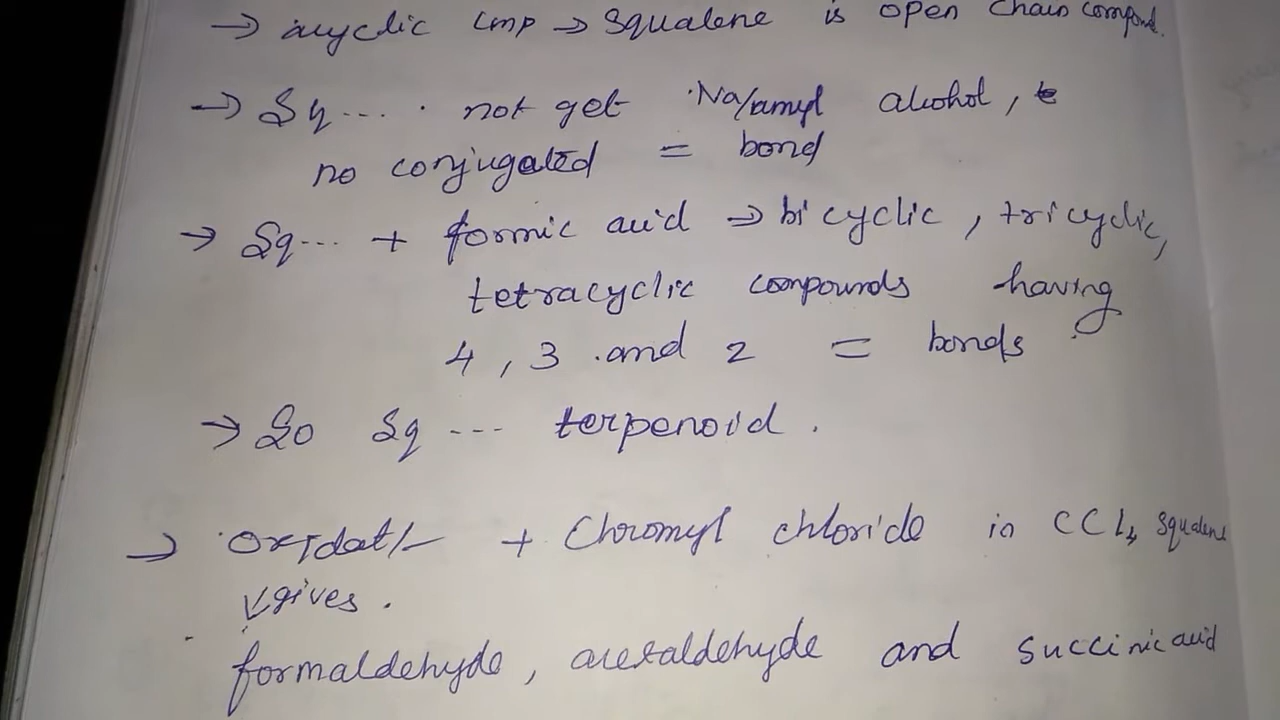 → acyclic cmp → Squalene is open chain compound.
→ Sq... . not get Na/amyl alcohol,
no conjugated = bond
→ Sq... + formic acid → bicyclic, tricyclic,
tetracyclic compounds having
4, 3 and 2 = bonds
→ So Sq --- terpenoid.
→ Oxidat/- + Chromyl chloride in CCl4 squalene
gives.
formaldehyde, acetaldehyde and succinic acid